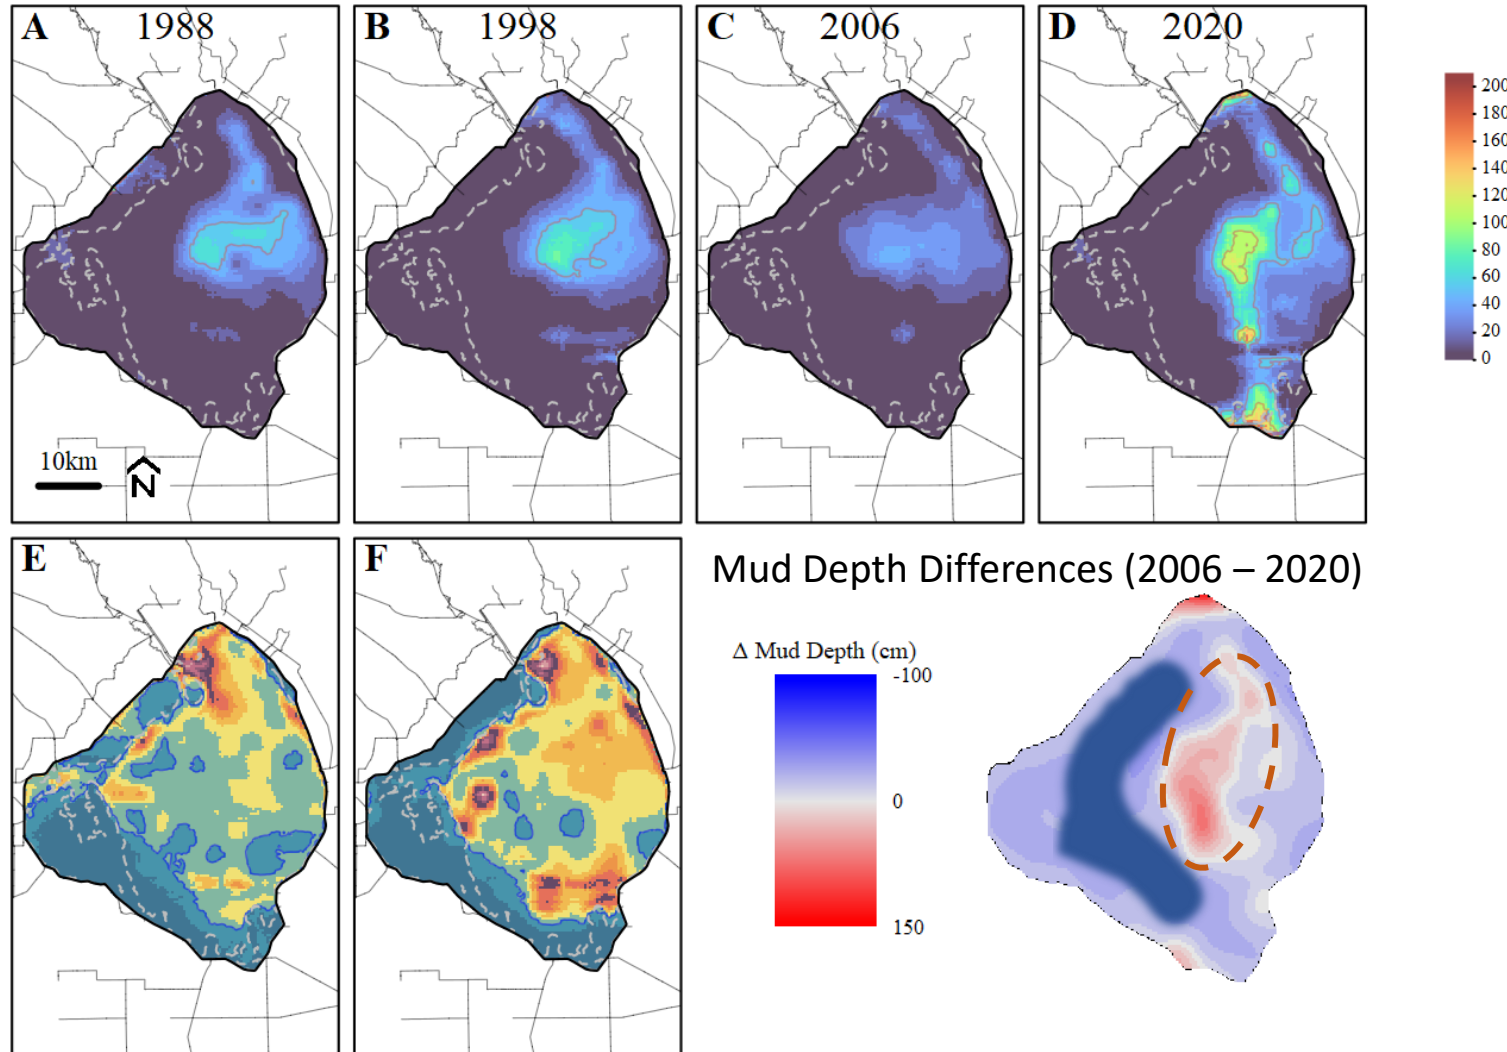 A 1988
B 1998
C 2006
D 2020
200
180
160
140
120
100
80
60
40
20
0
10km
N
E
F
Mud Depth Differences (2006 – 2020)
Δ Mud Depth (cm)
-100
0
150